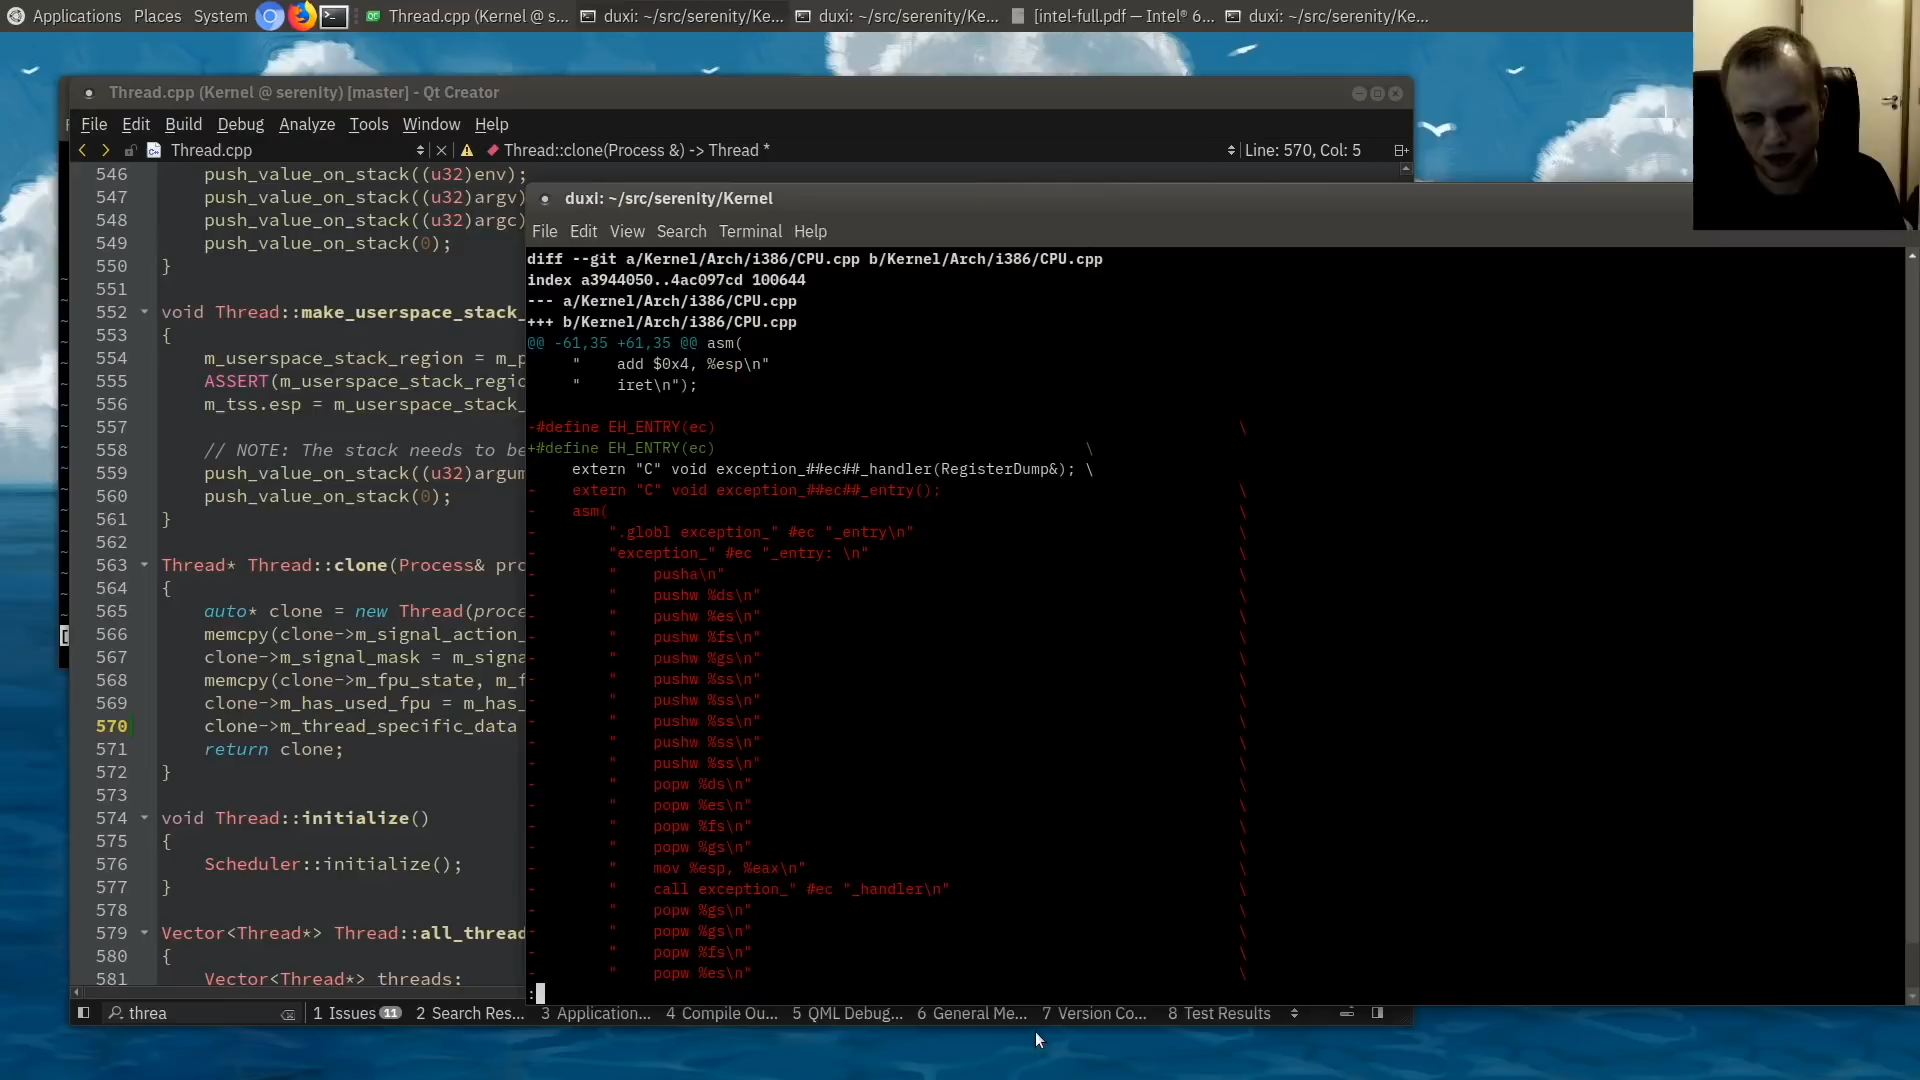 Applications Places System Thread.cpp (Kernel @ s... duxi: ~/src/serenity/Ke... duxi: ~/src/serenity/Ke... [intel-full.pdf — Intel® 6... duxi: ~/src/serenity/Ke...
Thread.cpp (Kernel @ serenity) [master] - Qt Creator
File Edit Build Debug Analyze Tools Window Help
Thread.cpp Thread::clone(Process &) -> Thread * Line: 570, Col: 5
546 push_value_on_stack((u32)env);
547 push_value_on_stack((u32)argv)
548 push_value_on_stack((u32)argc)
549 push_value_on_stack(0);
550 }
551
552 void Thread::make_userspace_stack_
553 {
554 m_userspace_stack_region = m_p
555 ASSERT(m_userspace_stack_regio
556 m_tss.esp = m_userspace_stack_
557
558 // NOTE: The stack needs to be
559 push_value_on_stack((u32)argum
560 push_value_on_stack(0);
561 }
562
563 Thread* Thread::clone(Process& pro
564 {
565 auto* clone = new Thread(proce
566 memcpy(clone->m_signal_action_
567 clone->m_signal_mask = m_signa
568 memcpy(clone->m_fpu_state, m_f
569 clone->m_has_used_fpu = m_has_
570 clone->m_thread_specific_data
571 return clone;
572 }
573
574 void Thread::initialize()
575 {
576 Scheduler::initialize();
577 }
578
579 Vector<Thread*> Thread::all_thread
580 {
581 Vector<Thread*> threads;
threa 1 Issues 11 2 Search Res... 3 Application... 4 Compile Ou... 5 QML Debug... 6 General Me... 7 Version Co... 8 Test Results
duxi: ~/src/serenity/Kernel
File Edit View Search Terminal Help
diff --git a/Kernel/Arch/i386/CPU.cpp b/Kernel/Arch/i386/CPU.cpp
index a3944050..4ac097cd 100644
--- a/Kernel/Arch/i386/CPU.cpp
+++ b/Kernel/Arch/i386/CPU.cpp
@@ -61,35 +61,35 @@ asm(
"    add $0x4, %esp\n"
"    iret\n");
-#define EH_ENTRY(ec) \
+#define EH_ENTRY(ec) \
extern "C" void exception_##ec##_handler(RegisterDump&); \
- extern "C" void exception_##ec##_entry(); \
- asm( \
- ".globl exception_" #ec "_entry\n" \
- "exception_" #ec "_entry: \n" \
- "    pusha\n" \
- "    pushw %ds\n" \
- "    pushw %es\n" \
- "    pushw %fs\n" \
- "    pushw %gs\n" \
- "    pushw %ss\n" \
- "    pushw %ss\n" \
- "    pushw %ss\n" \
- "    pushw %ss\n" \
- "    pushw %ss\n" \
- "    popw %ds\n" \
- "    popw %es\n" \
- "    popw %fs\n" \
- "    popw %gs\n" \
- "    mov %esp, %eax\n" \
- "    call exception_" #ec "_handler\n" \
- "    popw %gs\n" \
- "    popw %gs\n" \
- "    popw %fs\n" \
- "    popw %es\n" \
: